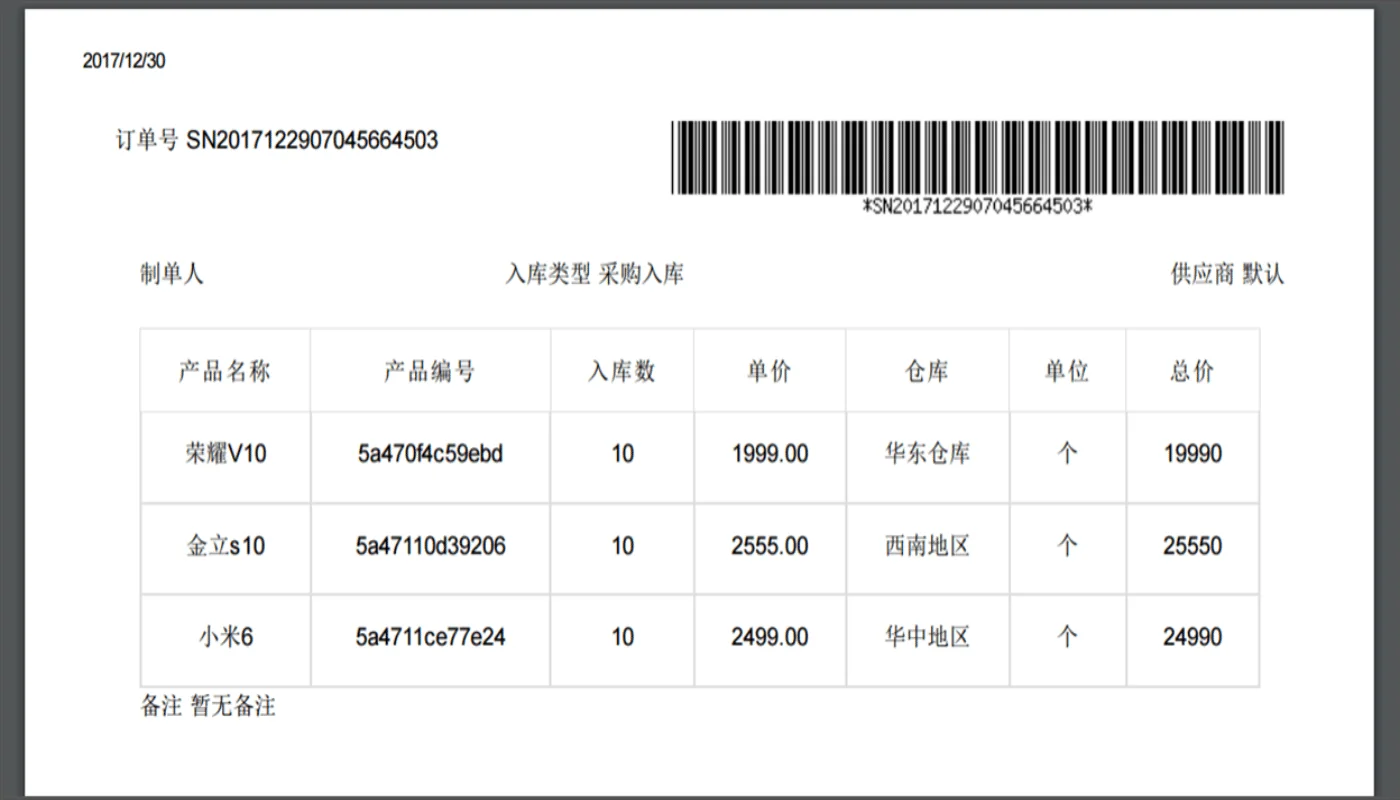 2017/12/30
订单号 SN2017122907045664503
*SN2017122907045664503*
制单人 入库类型 采购入库 供应商 默认
产品名称 产品编号 入库数 单价 仓库 单位 总价
荣耀V10 5a470f4c59ebd 10 1999.00 华东仓库 个 19990
金立s10 5a47110d39206 10 2555.00 西南地区 个 25550
小米6 5a4711ce77e24 10 2499.00 华中地区 个 24990
备注 暂无备注